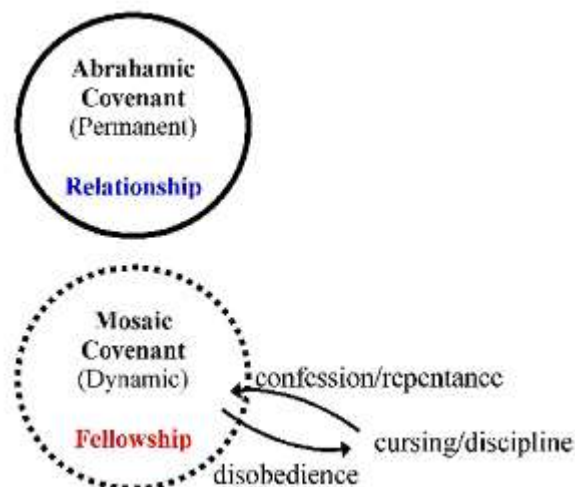 Abrahamic
Covenant
(Permanent)
Relationship
Mosaic
Covenant
(Dynamic)
Fellowship
confession/repentance
cursing/discipline
disobedience